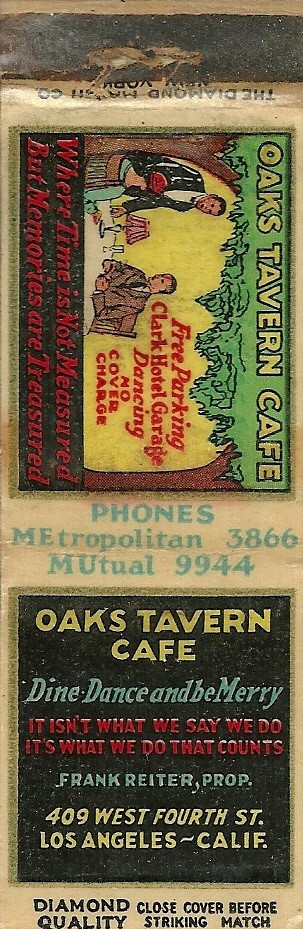 THE DIAMOND MATCH CO.
NEW YORK
OAKS TAVERN CAFE
Free Parking
Clark Hotel Garage
Dancing
NO
COVER
CHARGE
Where Time is Not Measured
But Memories are Treasured
PHONES
MEtropolitan 3866
MUtual 9944
OAKS TAVERN
CAFE
Dine-Dance and be Merry
IT ISN'T WHAT WE SAY WE DO
IT'S WHAT WE DO THAT COUNTS
FRANK REITER, PROP.
409 WEST FOURTH ST.
LOS ANGELES~CALIF.
DIAMOND QUALITY
CLOSE COVER BEFORE
STRIKING MATCH